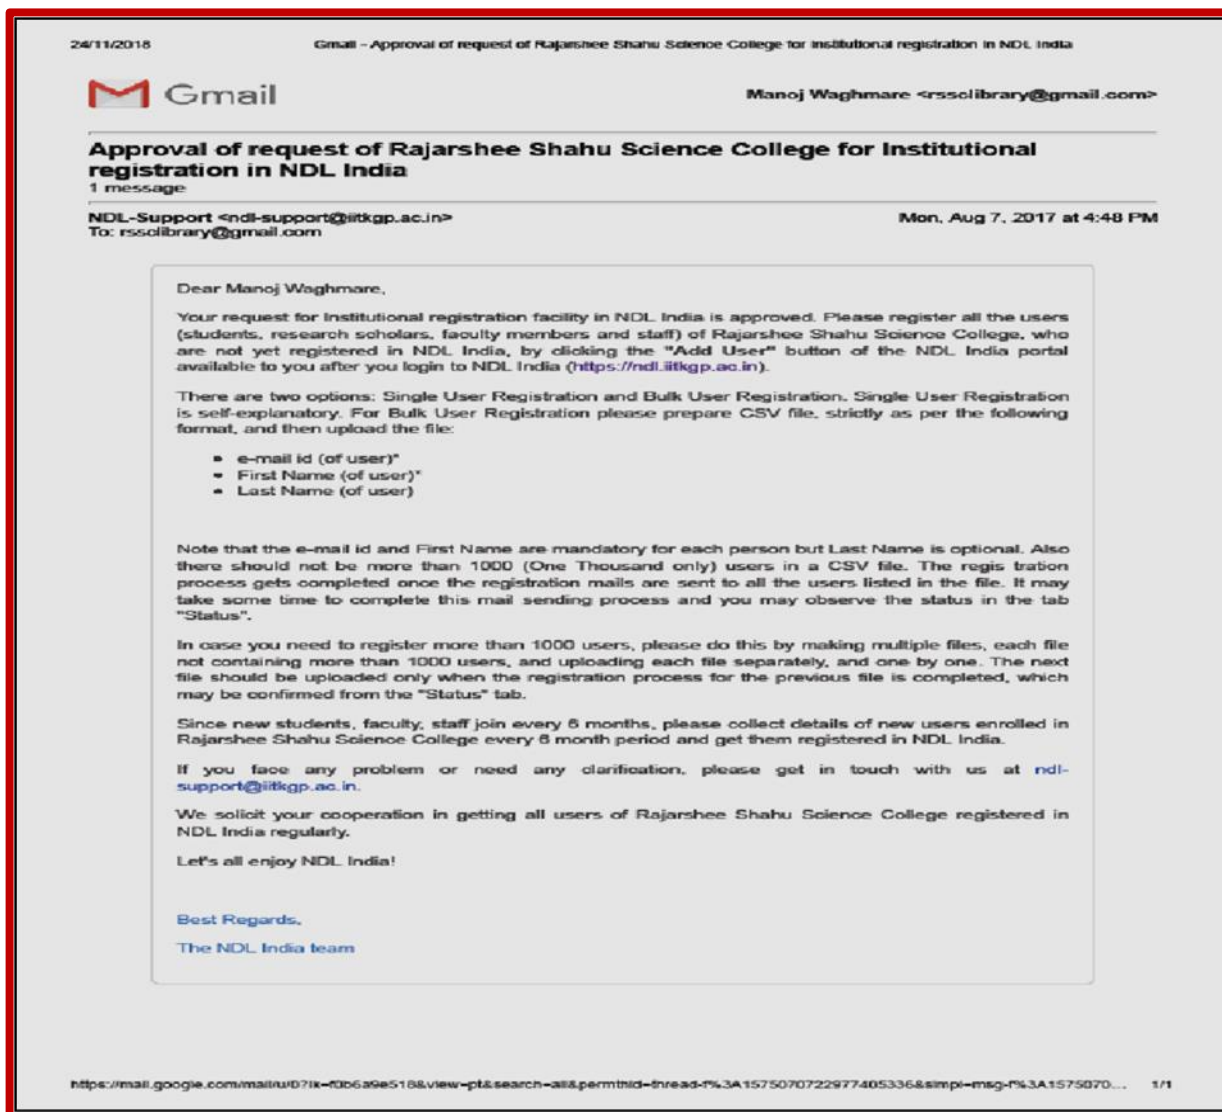 24/11/2018 Gmail - Approval of request of Rajarshee Shahu Science College for Institutional registration in NDL India
Gmail
Manoj Waghmare <rssclibrary@gmail.com>
Approval of request of Rajarshee Shahu Science College for Institutional
registration in NDL India
1 message
NDL-Support <ndl-support@iitkgp.ac.in> Mon, Aug 7, 2017 at 4:48 PM
To: rssclibrary@gmail.com
Dear Manoj Waghmare,
Your request for Institutional registration facility in NDL India is approved. Please register all the users
(students, research scholars, faculty members and staff) of Rajarshee Shahu Science College, who
are not yet registered in NDL India, by clicking the "Add User" button of the NDL India portal
available to you after you login to NDL India (https://ndl.iitkgp.ac.in).
There are two options: Single User Registration and Bulk User Registration. Single User Registration
is self-explanatory. For Bulk User Registration please prepare CSV file, strictly as per the following
format, and then upload the file:
• e-mail id (of user)*
• First Name (of user)*
• Last Name (of user)
Note that the e-mail id and First Name are mandatory for each person but Last Name is optional. Also
there should not be more than 1000 (One Thousand only) users in a CSV file. The regis tration
process gets completed once the registration mails are sent to all the users listed in the file. It may
take some time to complete this mail sending process and you may observe the status in the tab
"Status".
In case you need to register more than 1000 users, please do this by making multiple files, each file
not containing more than 1000 users, and uploading each file separately, and one by one. The next
file should be uploaded only when the registration process for the previous file is completed, which
may be confirmed from the "Status" tab.
Since new students, faculty, staff join every 6 months, please collect details of new users enrolled in
Rajarshee Shahu Science College every 6 month period and get them registered in NDL India.
If you face any problem or need any clarification, please get in touch with us at ndl-
support@iitkgp.ac.in.
We solicit your cooperation in getting all users of Rajarshee Shahu Science College registered in
NDL India regularly.
Let's all enjoy NDL India!
Best Regards,
The NDL India team
https://mail.google.com/mail/u/0?ik=f0b6a9e518&view=pt&search=all&permthid=thread-f%3A1575070722977405336&simpl=msg-f%3A1575070... 1/1